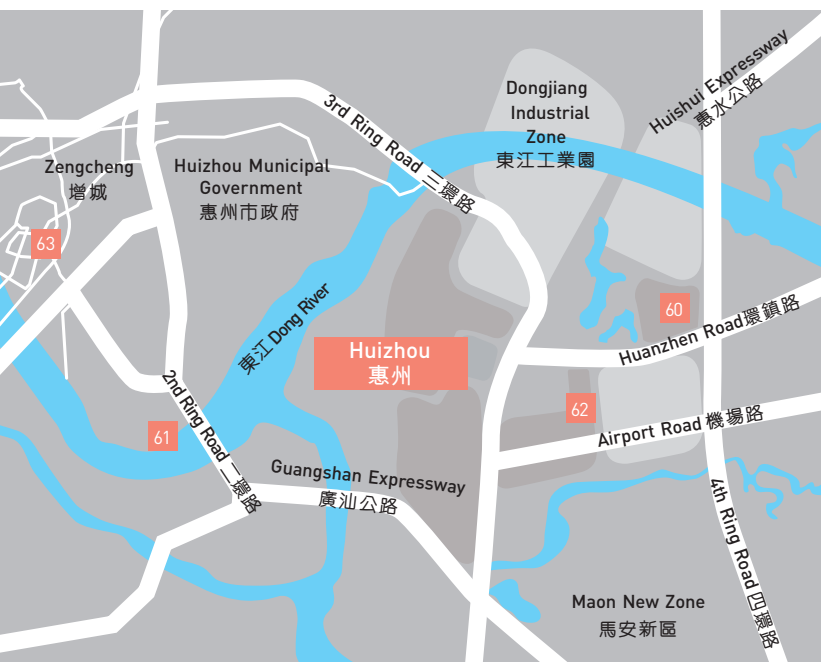 Dongjiang
Industrial
Zone
東江工業園
Huishui Expressway
惠水公路
3rd Ring Road 三環路
Zengcheng
增城
Huizhou Municipal
Government
惠州市政府
63
東江 Dong River
60
Huanzhen Road環鎮路
Huizhou
惠州
62
Airport Road 機場路
2nd Ring Road 二環路
61
Guangshan Expressway
廣汕公路
4th Ring Road 四環路
Maon New Zone
馬安新區